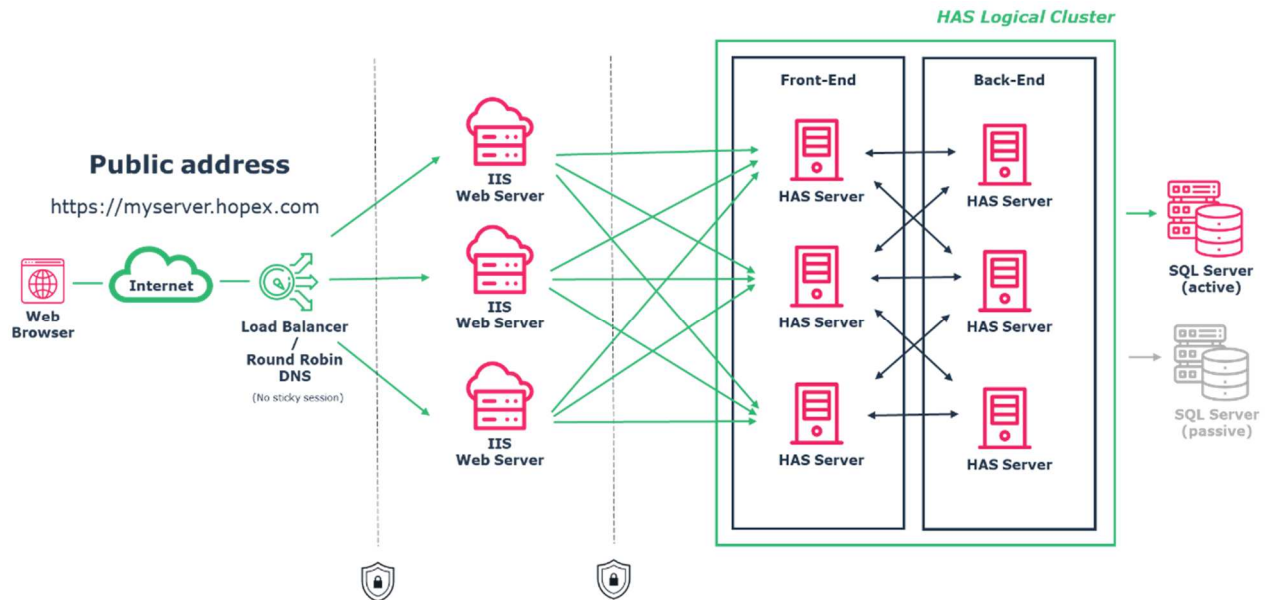 HAS Logical Cluster
Front-End
Back-End
Public address
https://myserver.hopex.com
Web
Browser
Internet
Load Balancer
/
Round Robin
DNS
(No sticky session)
IIS
Web Server
IIS
Web Server
IIS
Web Server
HAS Server
HAS Server
HAS Server
HAS Server
HAS Server
HAS Server
SQL Server
(active)
SQL Server
(passive)